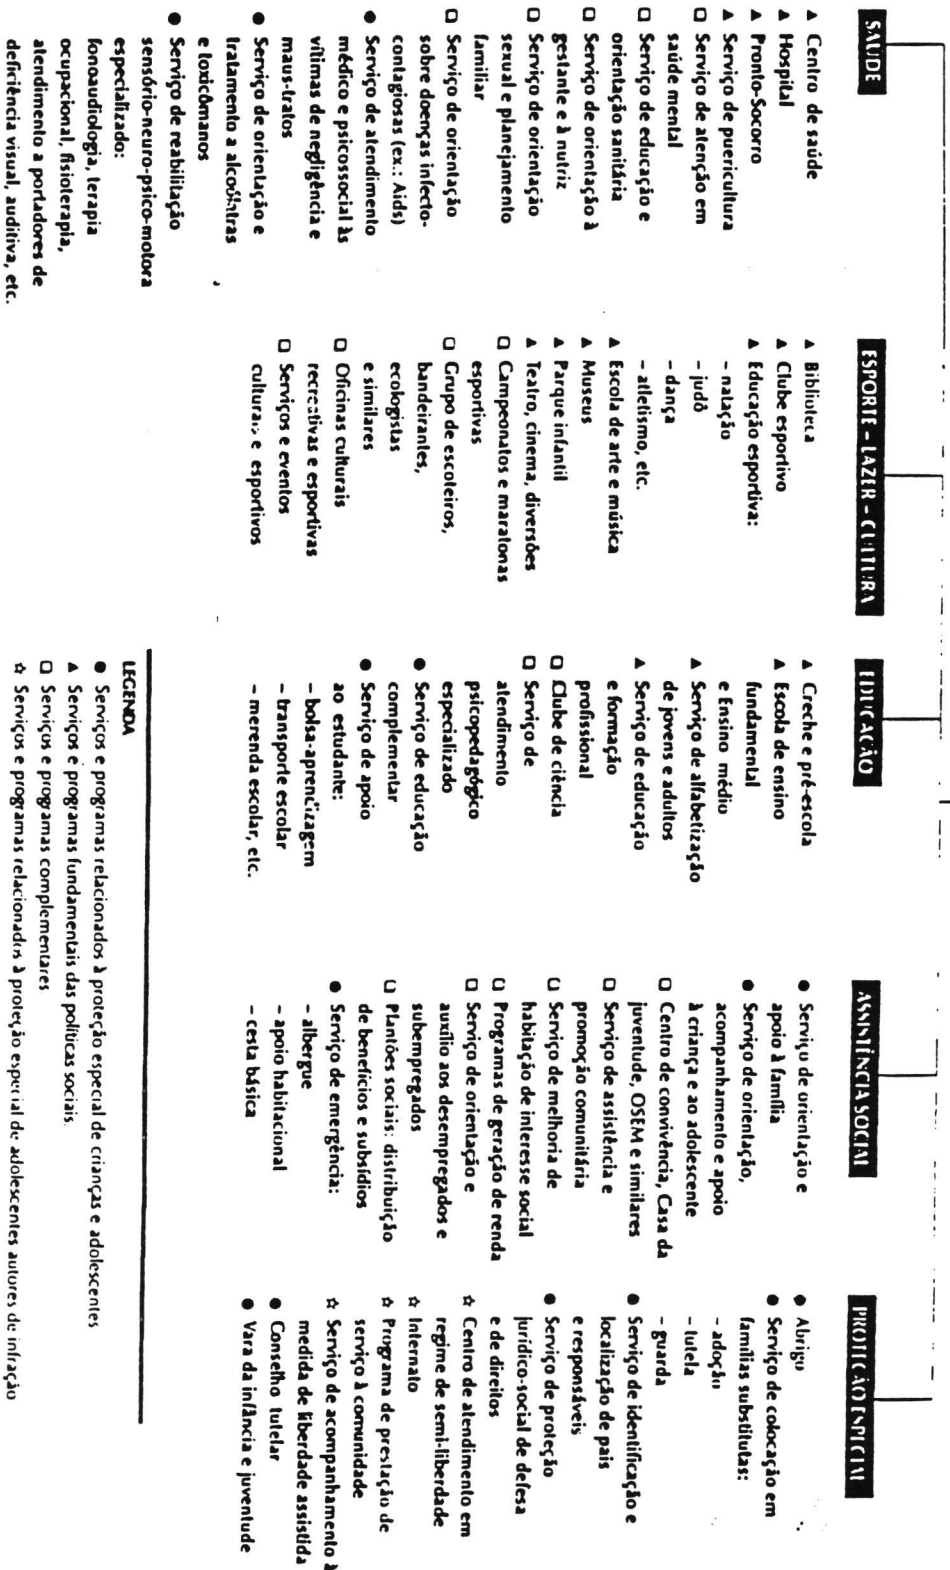 SAÚDE
▲ Centro de saúde
▲ Hospital
▲ Pronto-Socorro
▲ Serviço de puericultura
□ Serviço de atenção em
saúde mental
□ Serviço de educação e
orientação sanitária
□ Serviço de orientação à
gestante e à nutriz
□ Serviço de orientação
sexual e planejamento
familiar
□ Serviço de orientação
sobre doenças infecto-
contagiosas (ex.: Aids)
● Serviço de atendimento
médico e psicossocial às
vítimas de negligência e
maus-tratos
● Serviço de orientação e
tratamento a alcoólatras
e toxicômanos
● Serviço de reabilitação
sensório-neuro-psico-motora
especializado:
fonoaudiologia, terapia
ocupacional, fisioterapia,
atendimento a portadores de
deficiência visual, auditiva, etc.
ESPORTE – LAZER – CULTURA
▲ Biblioteca
▲ Clube esportivo
▲ Educação esportiva:
– natação
– judô
– dança
– atletismo, etc.
▲ Escola de arte e música
▲ Museus
▲ Parque infantil
▲ Teatro, cinema, diversões
□ Campeonatos e maratonas
esportivas
□ Grupo de escoteiros,
bandeirantes,
ecologistas
e similares
□ Oficinas culturais
recreativas e esportivas
□ Serviços e eventos
culturais e esportivos
EDUCAÇÃO
▲ Creche e pré-escola
▲ Escola de ensino
fundamental
e Ensino médio
▲ Serviço de alfabetização
de jovens e adultos
▲ Serviço de educação
e formação
profissional
□ Clube de ciência
□ Serviço de
atendimento
psicopedagógico
especializado
● Serviço de educação
complementar
● Serviço de apoio
ao estudante:
– bolsa-aprendizagem
– transporte escolar
– merenda escolar, etc.
ASSISTÊNCIA SOCIAL
● Serviço de orientação e
apoio à família
● Serviço de orientação,
acompanhamento e apoio
à criança e ao adolescente
□ Centro de convivência, Casa da
juventude, OSEM e similares
□ Serviço de assistência e
promoção comunitária
□ Serviço de melhoria de
habitação de interesse social
□ Programas de geração de renda
□ Serviço de orientação e
auxílio aos desempregados e
subempregados
□ Plantões sociais: distribuição
de benefícios e subsídios
● Serviço de emergência:
– albergue
– apoio habitacional
– cesta básica
PROTEÇÃO ESPECIAL
● Abrigo
● Serviço de colocação em
famílias substitutas:
– adoção
– tutela
– guarda
● Serviço de identificação e
localização de pais
e responsáveis
● Serviço de proteção
jurídico-social de defesa
e de direitos
☆ Centro de atendimento em
regime de semi-liberdade
☆ Internato
☆ Programa de prestação de
serviço à comunidade
☆ Serviço de acompanhamento à
medida de liberdade assistida
● Conselho tutelar
● Vara da infância e juventude
LEGENDA
● Serviços e programas relacionados à proteção especial de crianças e adolescentes
▲ Serviços e programas fundamentais das políticas sociais.
□ Serviços e programas complementares
☆ Serviços e programas relacionados à proteção especial de adolescentes autores de infração